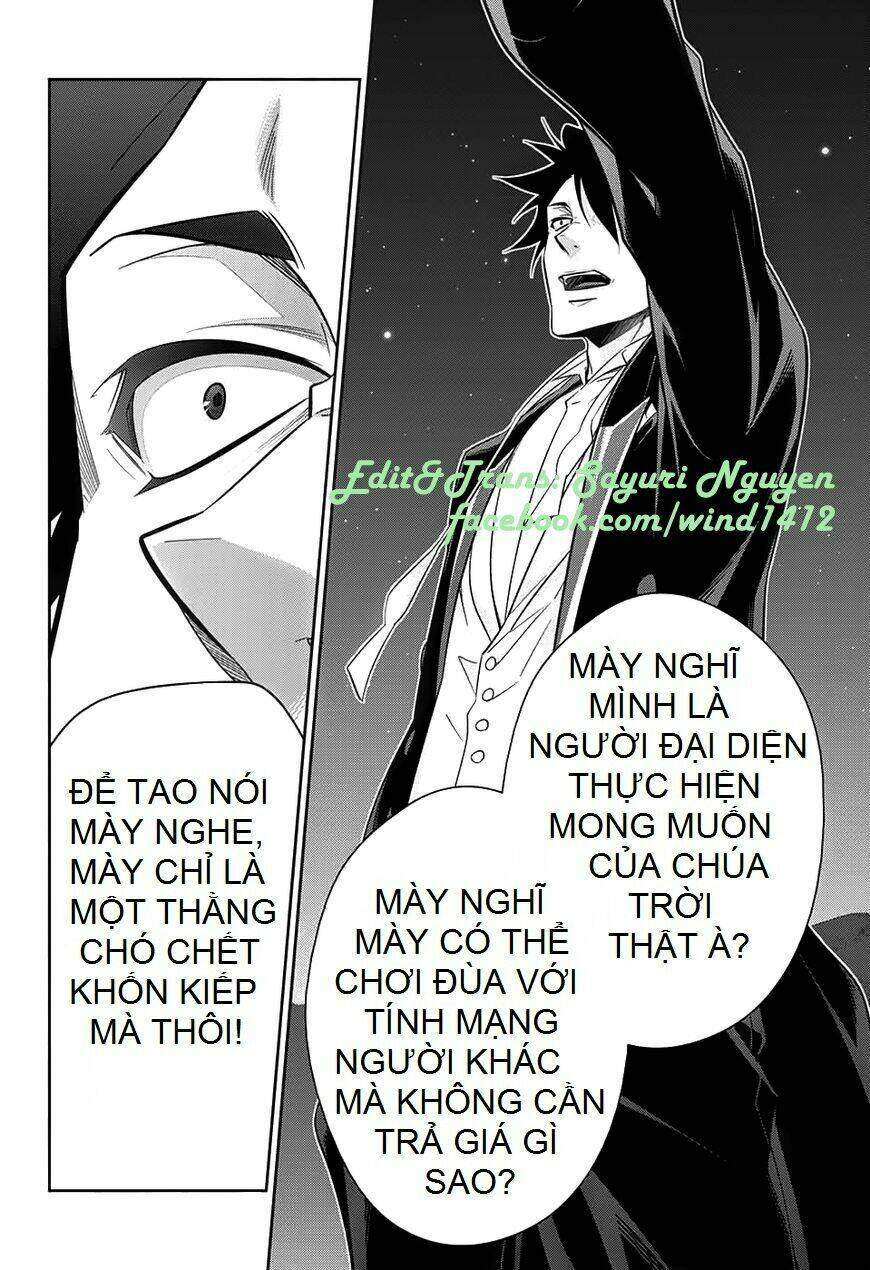 Edit&Trans: Sayuri Nguyen
facebook.com/wind1412
MÀY NGHĨ
MÌNH LÀ
NGƯỜI ĐẠI DIỆN
THỰC HIỆN
MONG MUỐN
CỦA CHÚA
TRỜI
THẬT À?
MÀY NGHĨ
MÀY CÓ THỂ
CHƠI ĐÙA VỚI
TÍNH MẠNG
NGƯỜI KHÁC
MÀ KHÔNG CẦN
TRẢ GIÁ GÌ
SAO?
ĐỂ TAO NÓI
MÀY NGHE,
MÀY CHỈ LÀ
MỘT THẰNG
CHÓ CHẾT
KHỐN KIẾP
MÀ THÔI!